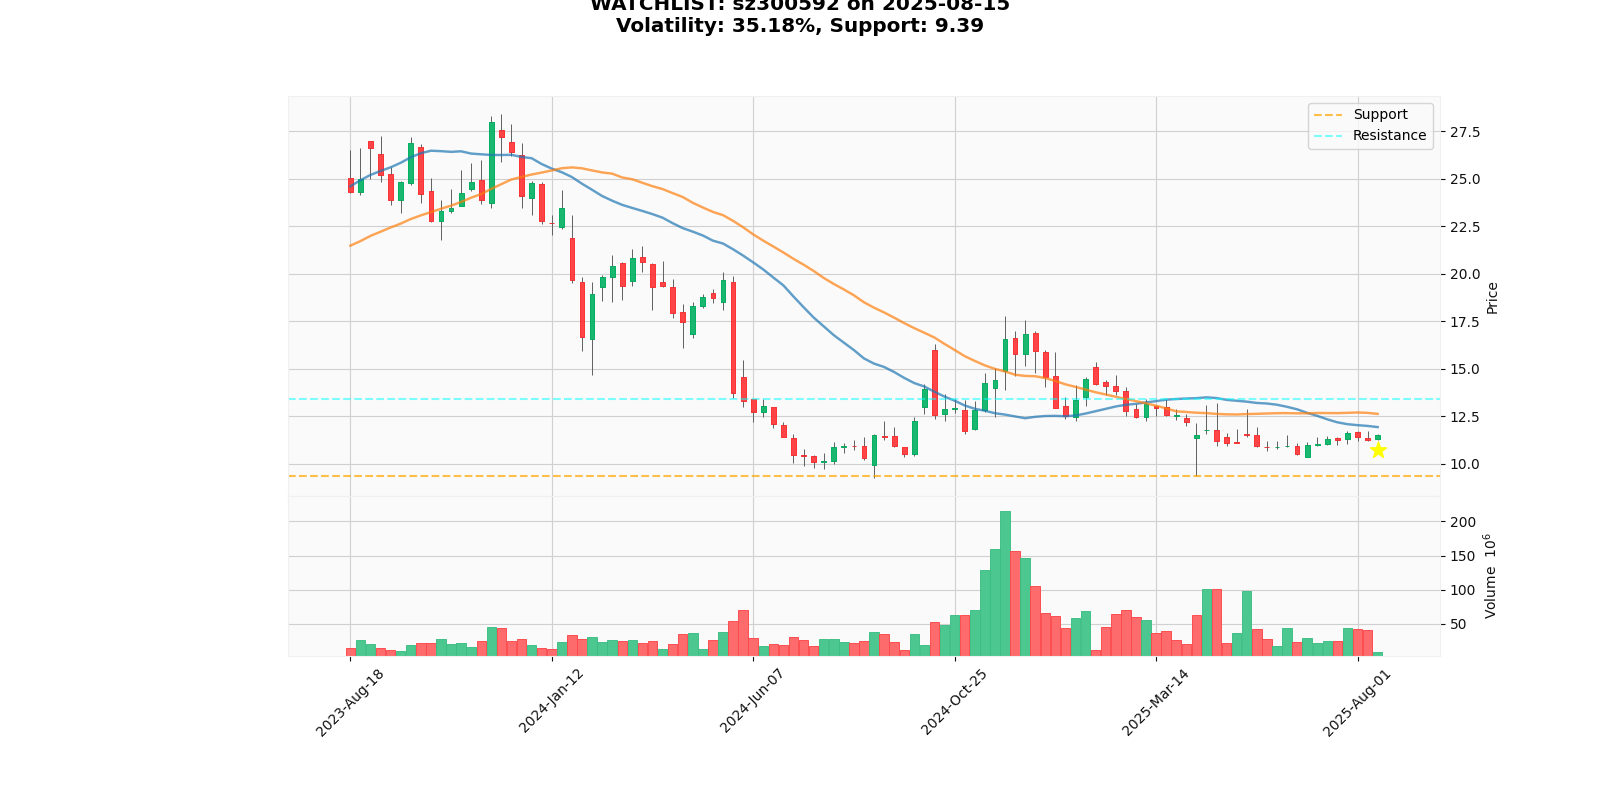 WATCHLIST: sz300592 on 2025-08-15
Volatility: 35.18%, Support: 9.39
Support
Resistance
27.5
25.0
22.5
20.0
17.5
15.0
12.5
10.0
Price
200
150
100
50
Volume 10^6
2023-Aug-18
2024-Jan-12
2024-Jun-07
2024-Oct-25
2025-Mar-14
2025-Aug-01